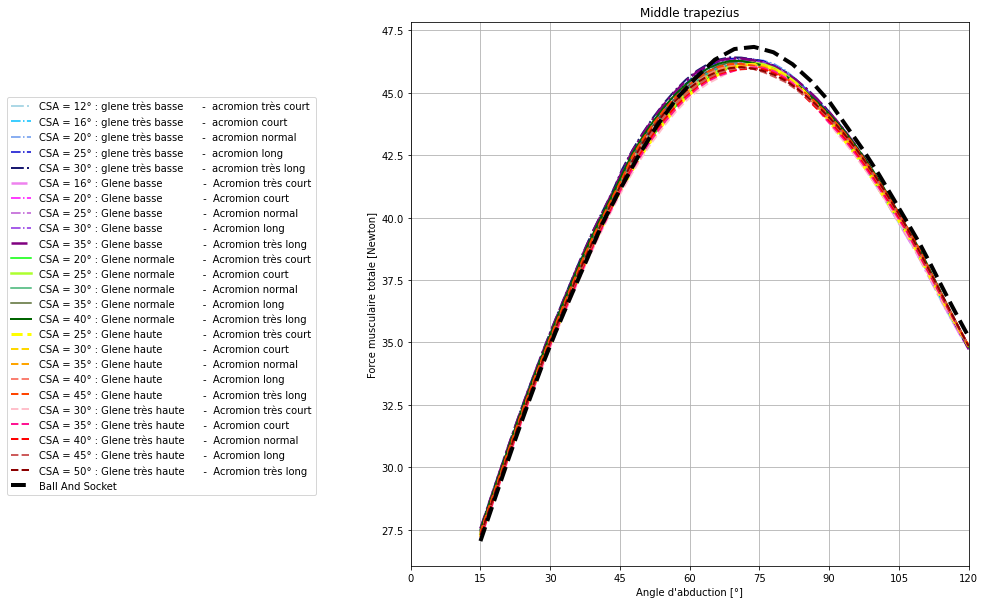 Middle trapezius
CSA = 12° : glene très basse - acromion très court
CSA = 16° : glene très basse - acromion court
CSA = 20° : glene très basse - acromion normal
CSA = 25° : glene très basse - acromion long
CSA = 30° : glene très basse - acromion très long
CSA = 16° : Glene basse - Acromion très court
CSA = 20° : Glene basse - Acromion court
CSA = 25° : Glene basse - Acromion normal
CSA = 30° : Glene basse - Acromion long
CSA = 35° : Glene basse - Acromion très long
CSA = 20° : Glene normale - Acromion très court
CSA = 25° : Glene normale - Acromion court
CSA = 30° : Glene normale - Acromion normal
CSA = 35° : Glene normale - Acromion long
CSA = 40° : Glene normale - Acromion très long
CSA = 25° : Glene haute - Acromion très court
CSA = 30° : Glene haute - Acromion court
CSA = 35° : Glene haute - Acromion normal
CSA = 40° : Glene haute - Acromion long
CSA = 45° : Glene haute - Acromion très long
CSA = 30° : Glene très haute - Acromion très court
CSA = 35° : Glene très haute - Acromion court
CSA = 40° : Glene très haute - Acromion normal
CSA = 45° : Glene très haute - Acromion long
CSA = 50° : Glene très haute - Acromion très long
Ball And Socket
Force musculaire totale [Newton]
47.5
45.0
42.5
40.0
37.5
35.0
32.5
30.0
27.5
0 15 30 45 60 75 90 105 120
Angle d'abduction [°]